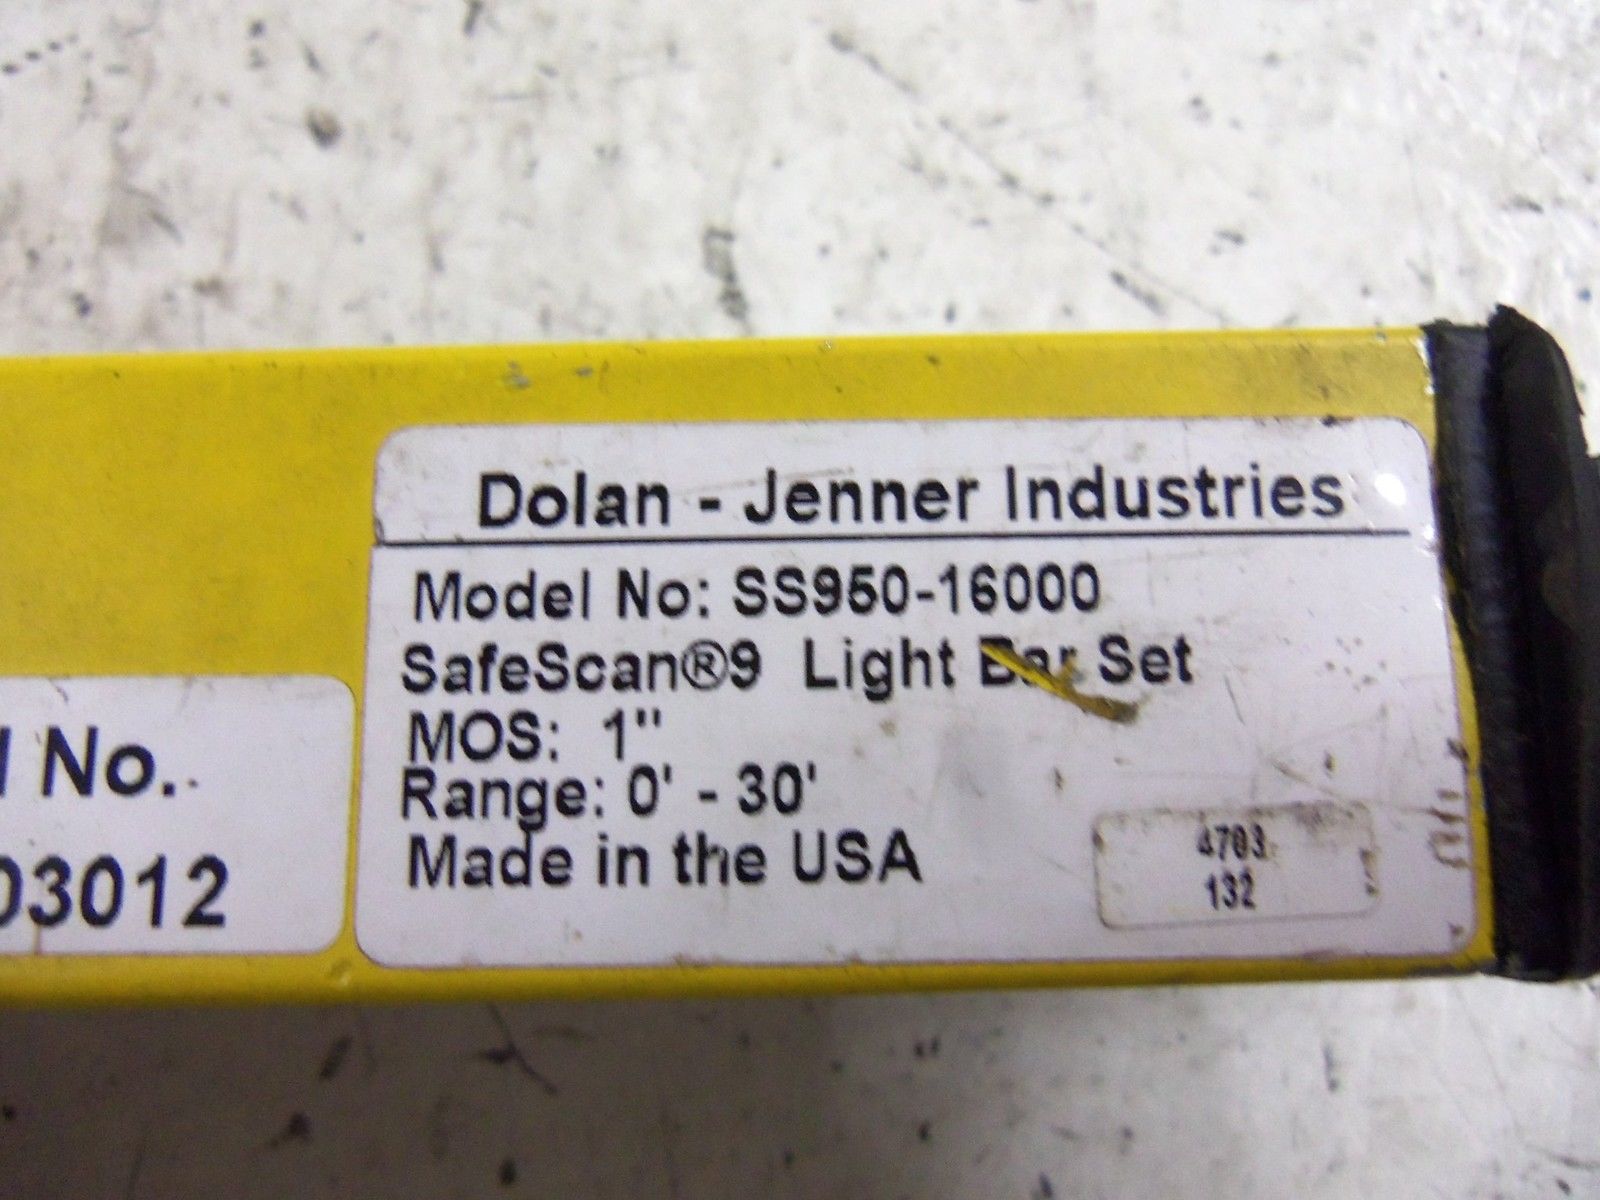 Dolan - Jenner Industries
Model No: SS950-16000
SafeScan®9 Light Bar Set
MOS: 1"
Range: 0' - 30'
Made in the USA
4703
132
l No.
03012